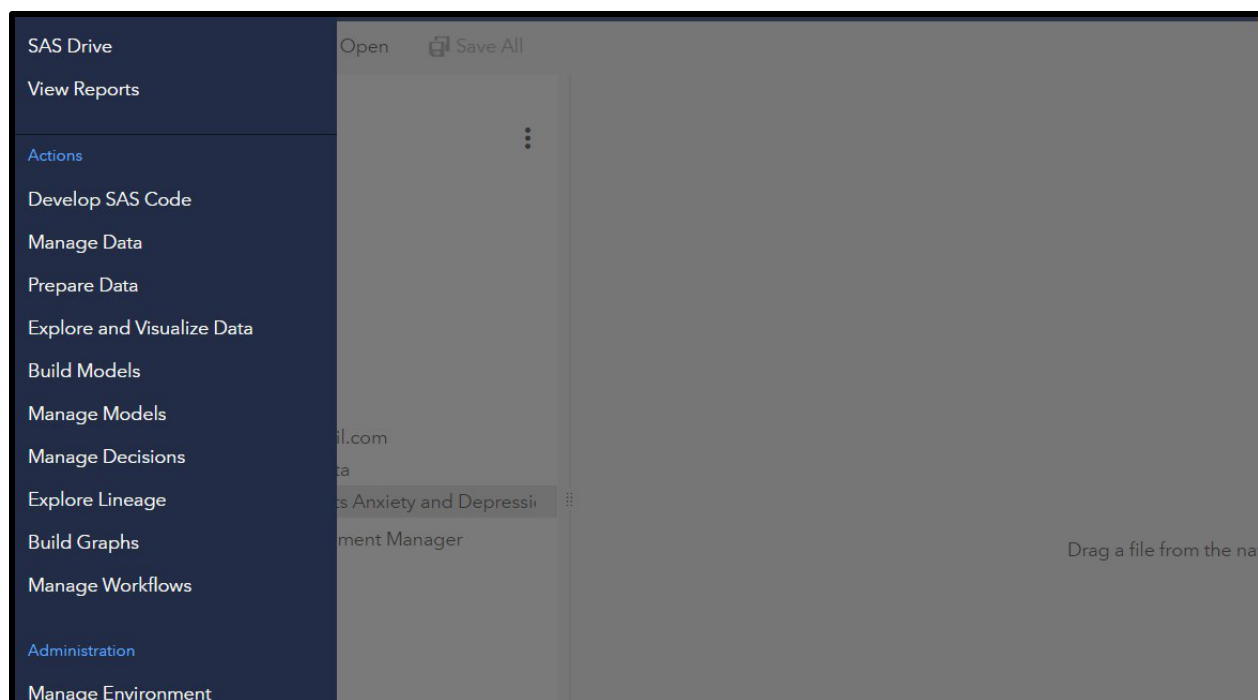 SAS Drive
Open
Save All
View Reports
Actions
Develop SAS Code
Manage Data
Prepare Data
Explore and Visualize Data
Build Models
Manage Models
il.com
Manage Decisions
ta
Explore Lineage
ts Anxiety and Depressi
Build Graphs
ment Manager
Drag a file from the na
Manage Workflows
Administration
Manage Environment